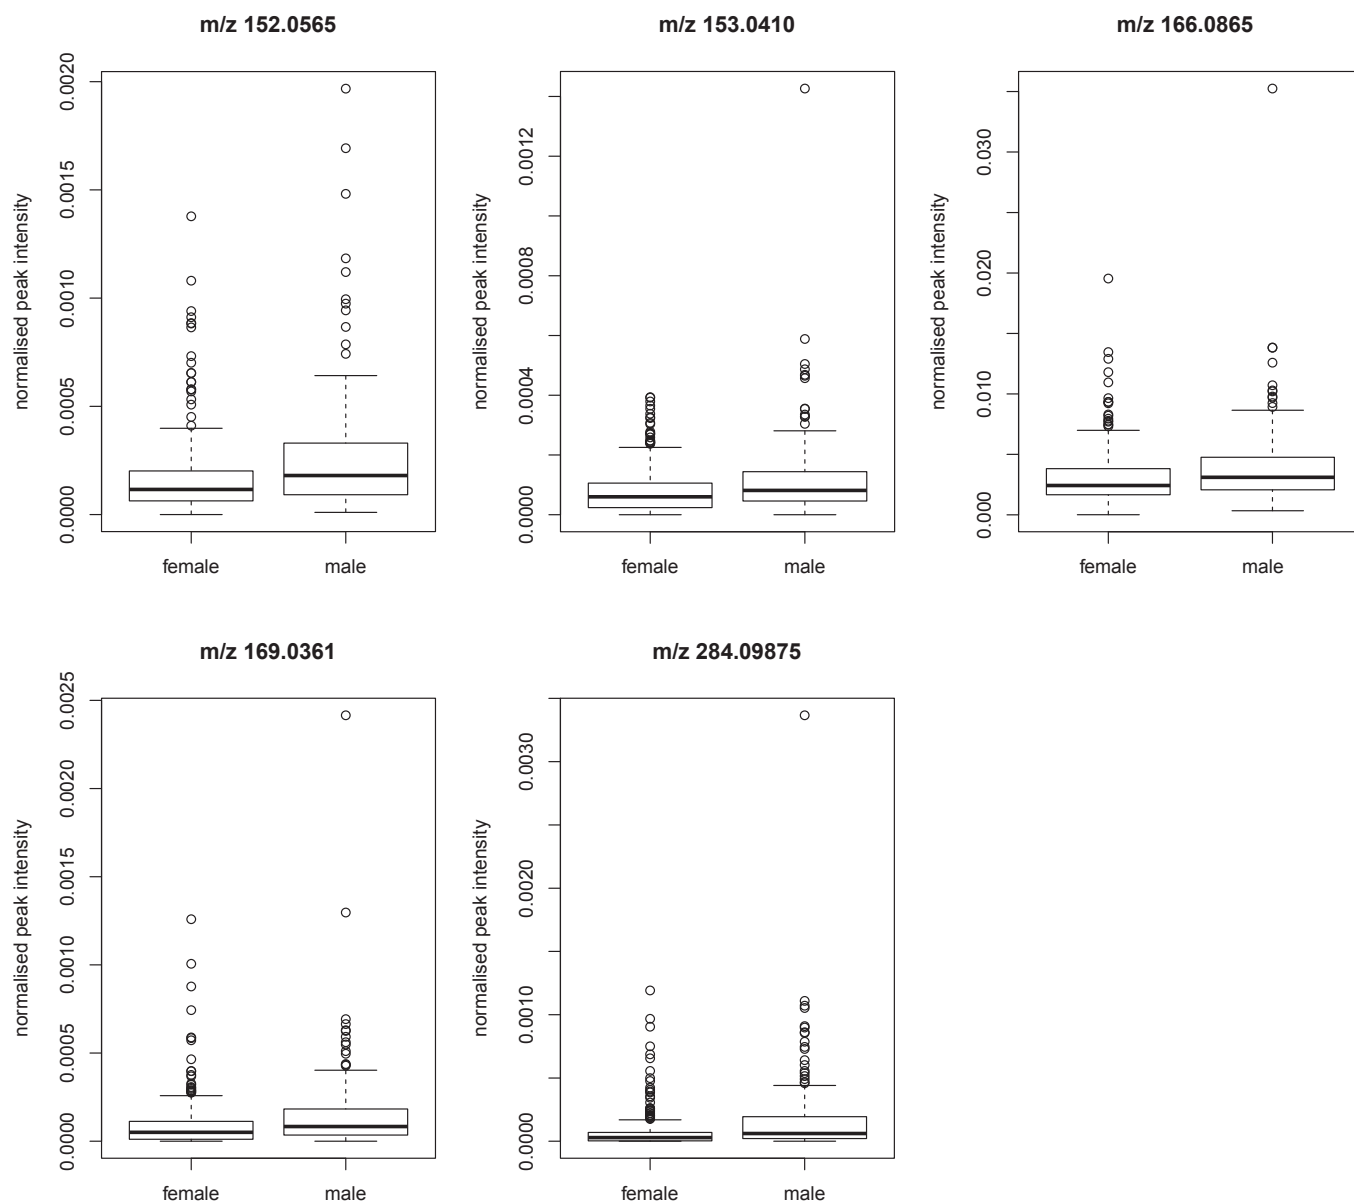 m/z 152.0565
normalised peak intensity
0.0020
0.0015
0.0010
0.0005
0.0000
female male
m/z 153.0410
normalised peak intensity
0.0012
0.0008
0.0004
0.0000
female male
m/z 166.0865
normalised peak intensity
0.030
0.020
0.010
0.000
female male
m/z 169.0361
normalised peak intensity
0.0025
0.0020
0.0015
0.0010
0.0005
0.0000
female male
m/z 284.09875
normalised peak intensity
0.0030
0.0020
0.0010
0.0000
female male